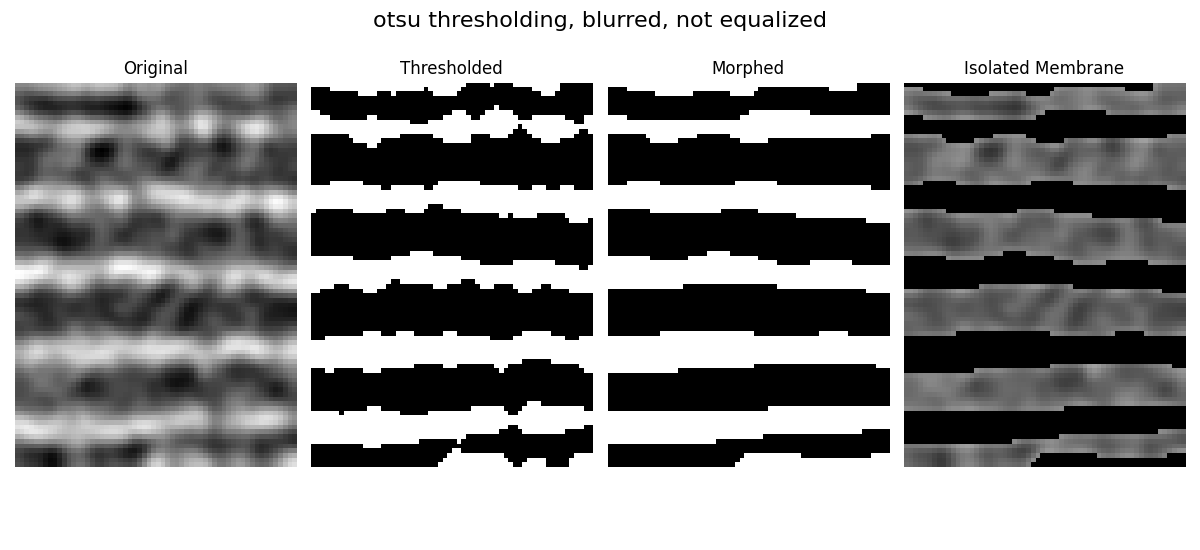 otsu thresholding, blurred, not equalized
Original
Thresholded
Morphed
Isolated Membrane